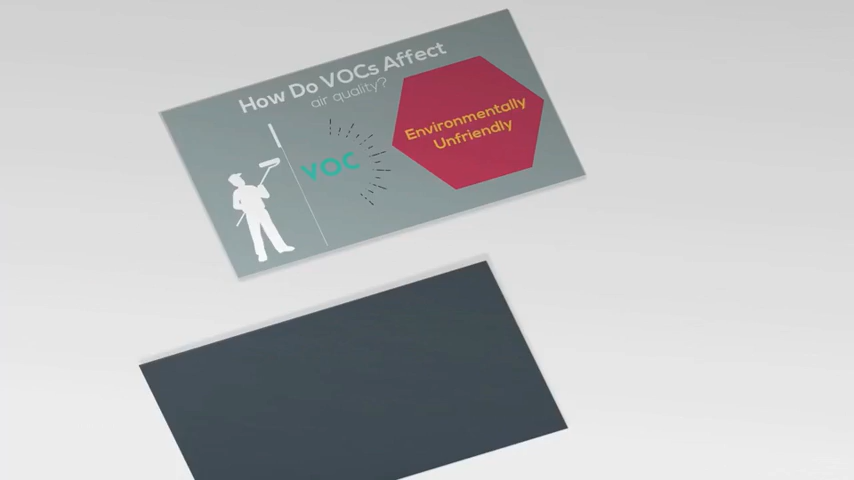 How Do VOCs Affect
air quality?
VOC
Environmentally
Unfriendly